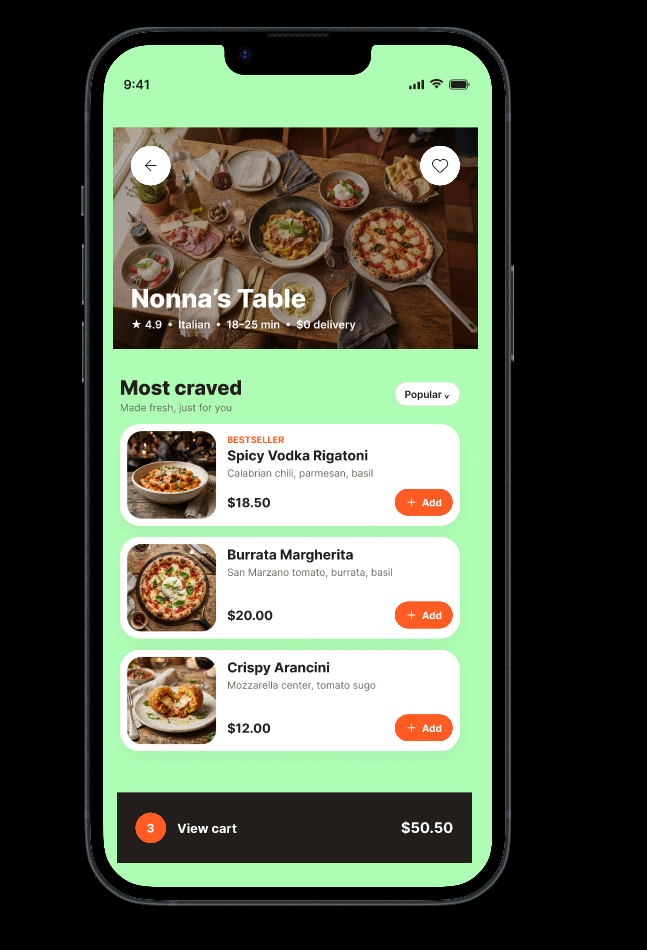 9:41
Nonna's Table
★ 4.9 • Italian • 18–25 min • $0 delivery
Most craved
Made fresh, just for you
Popular
BESTSELLER
Spicy Vodka Rigatoni
Calabrian chili, parmesan, basil
$18.50
+ Add
Burrata Margherita
San Marzano tomato, burrata, basil
$20.00
+ Add
Crispy Arancini
Mozzarella center, tomato sugo
$12.00
+ Add
3 View cart $50.50